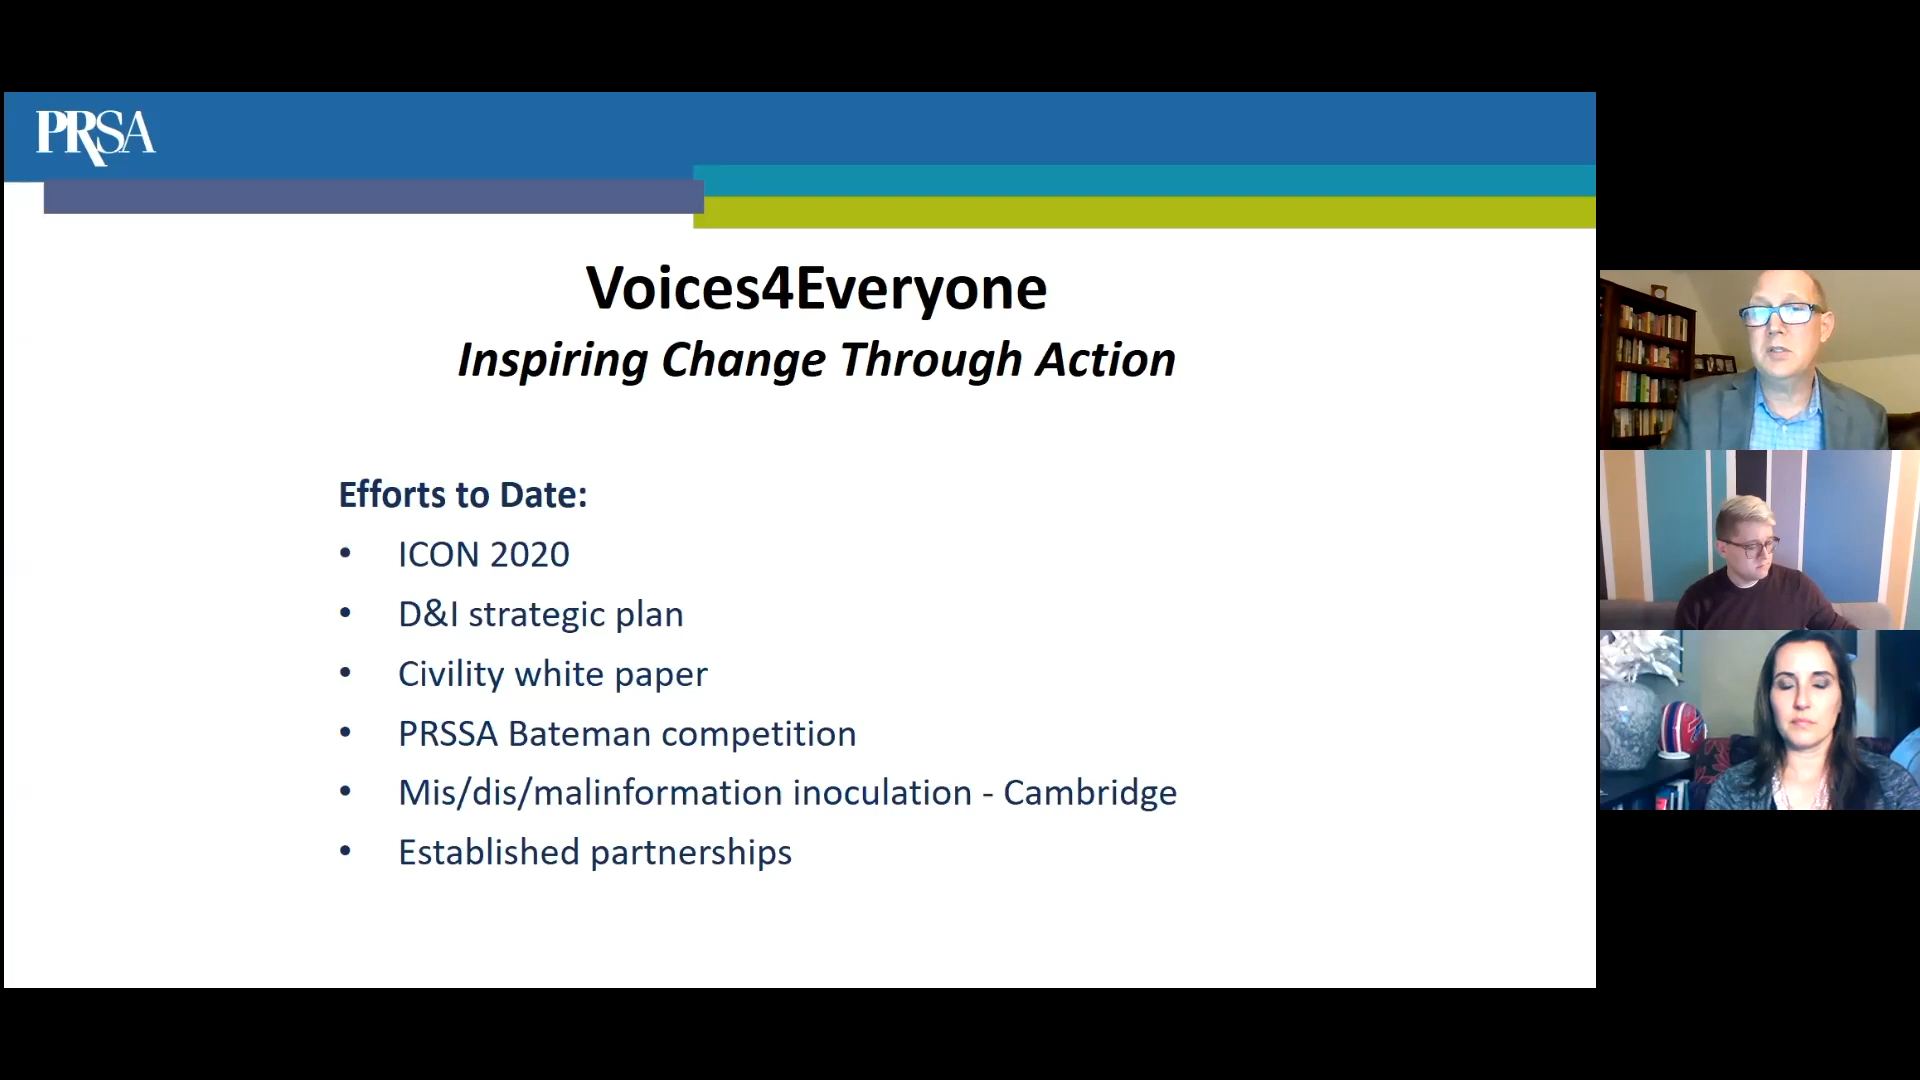 PRSA
Voices4Everyone
Inspiring Change Through Action
Efforts to Date:
• ICON 2020
• D&I strategic plan
• Civility white paper
• PRSSA Bateman competition
• Mis/dis/malinformation inoculation - Cambridge
• Established partnerships